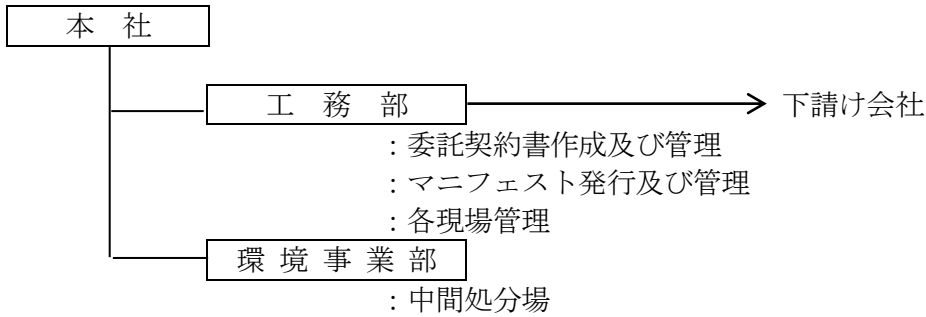 本 社
工 務 部
下請け会社
：委託契約書作成及び管理
：マニフェスト発行及び管理
：各現場管理
環 境 事 業 部
：中間処分場